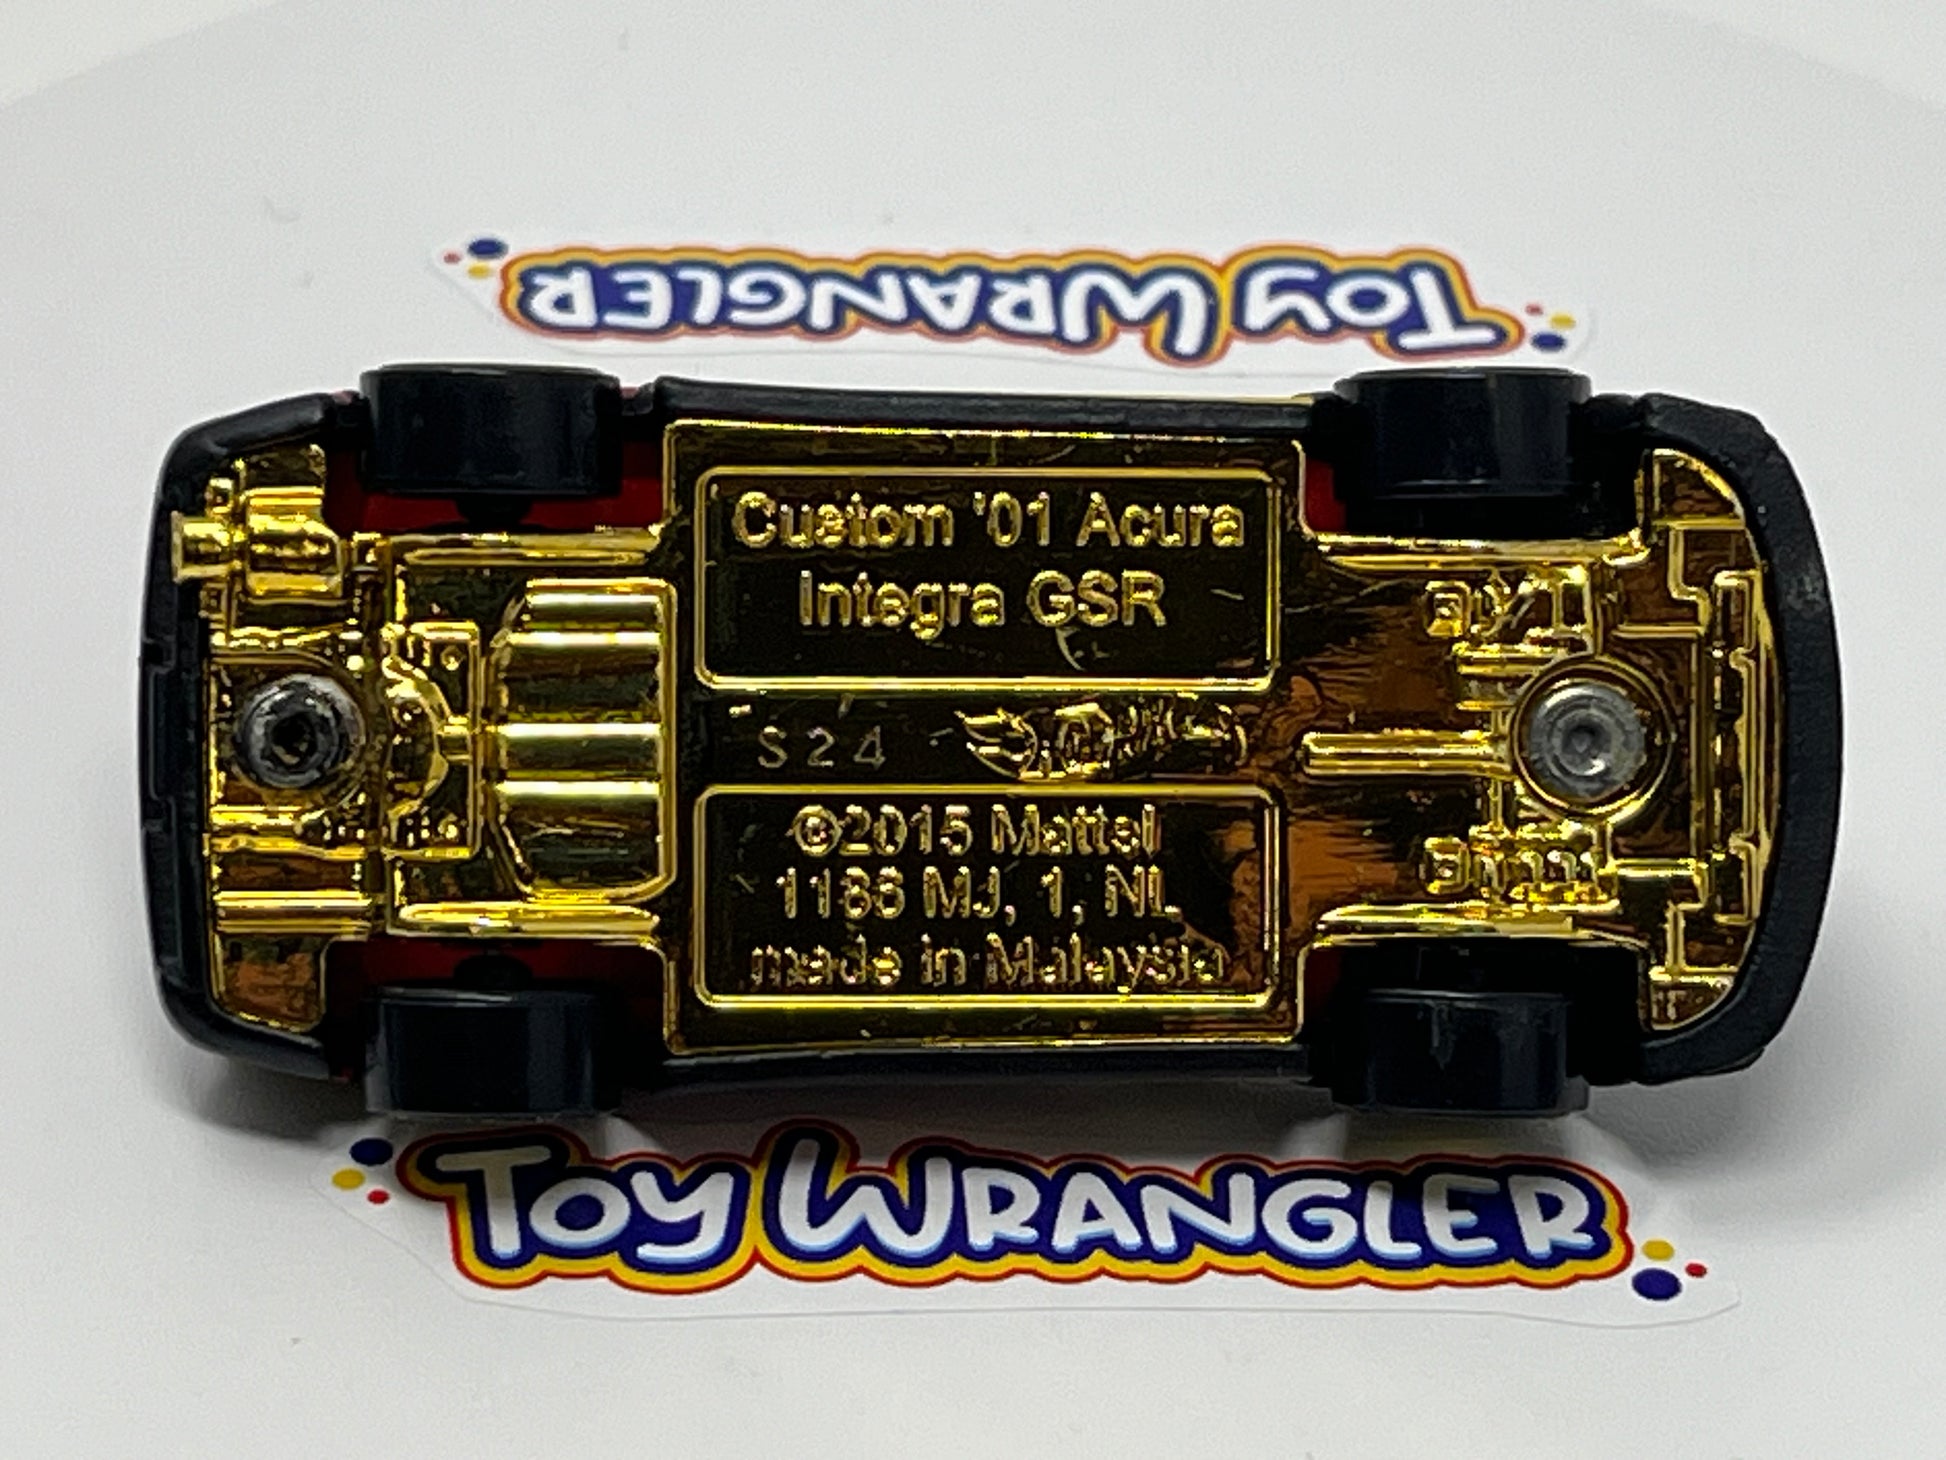 Toy Wrangler
Custom '01 Acura
Integra GSR
S24
©2015 Mattel
1186 MJ, 1, NL
made in Malaysia
Toy Wrangler